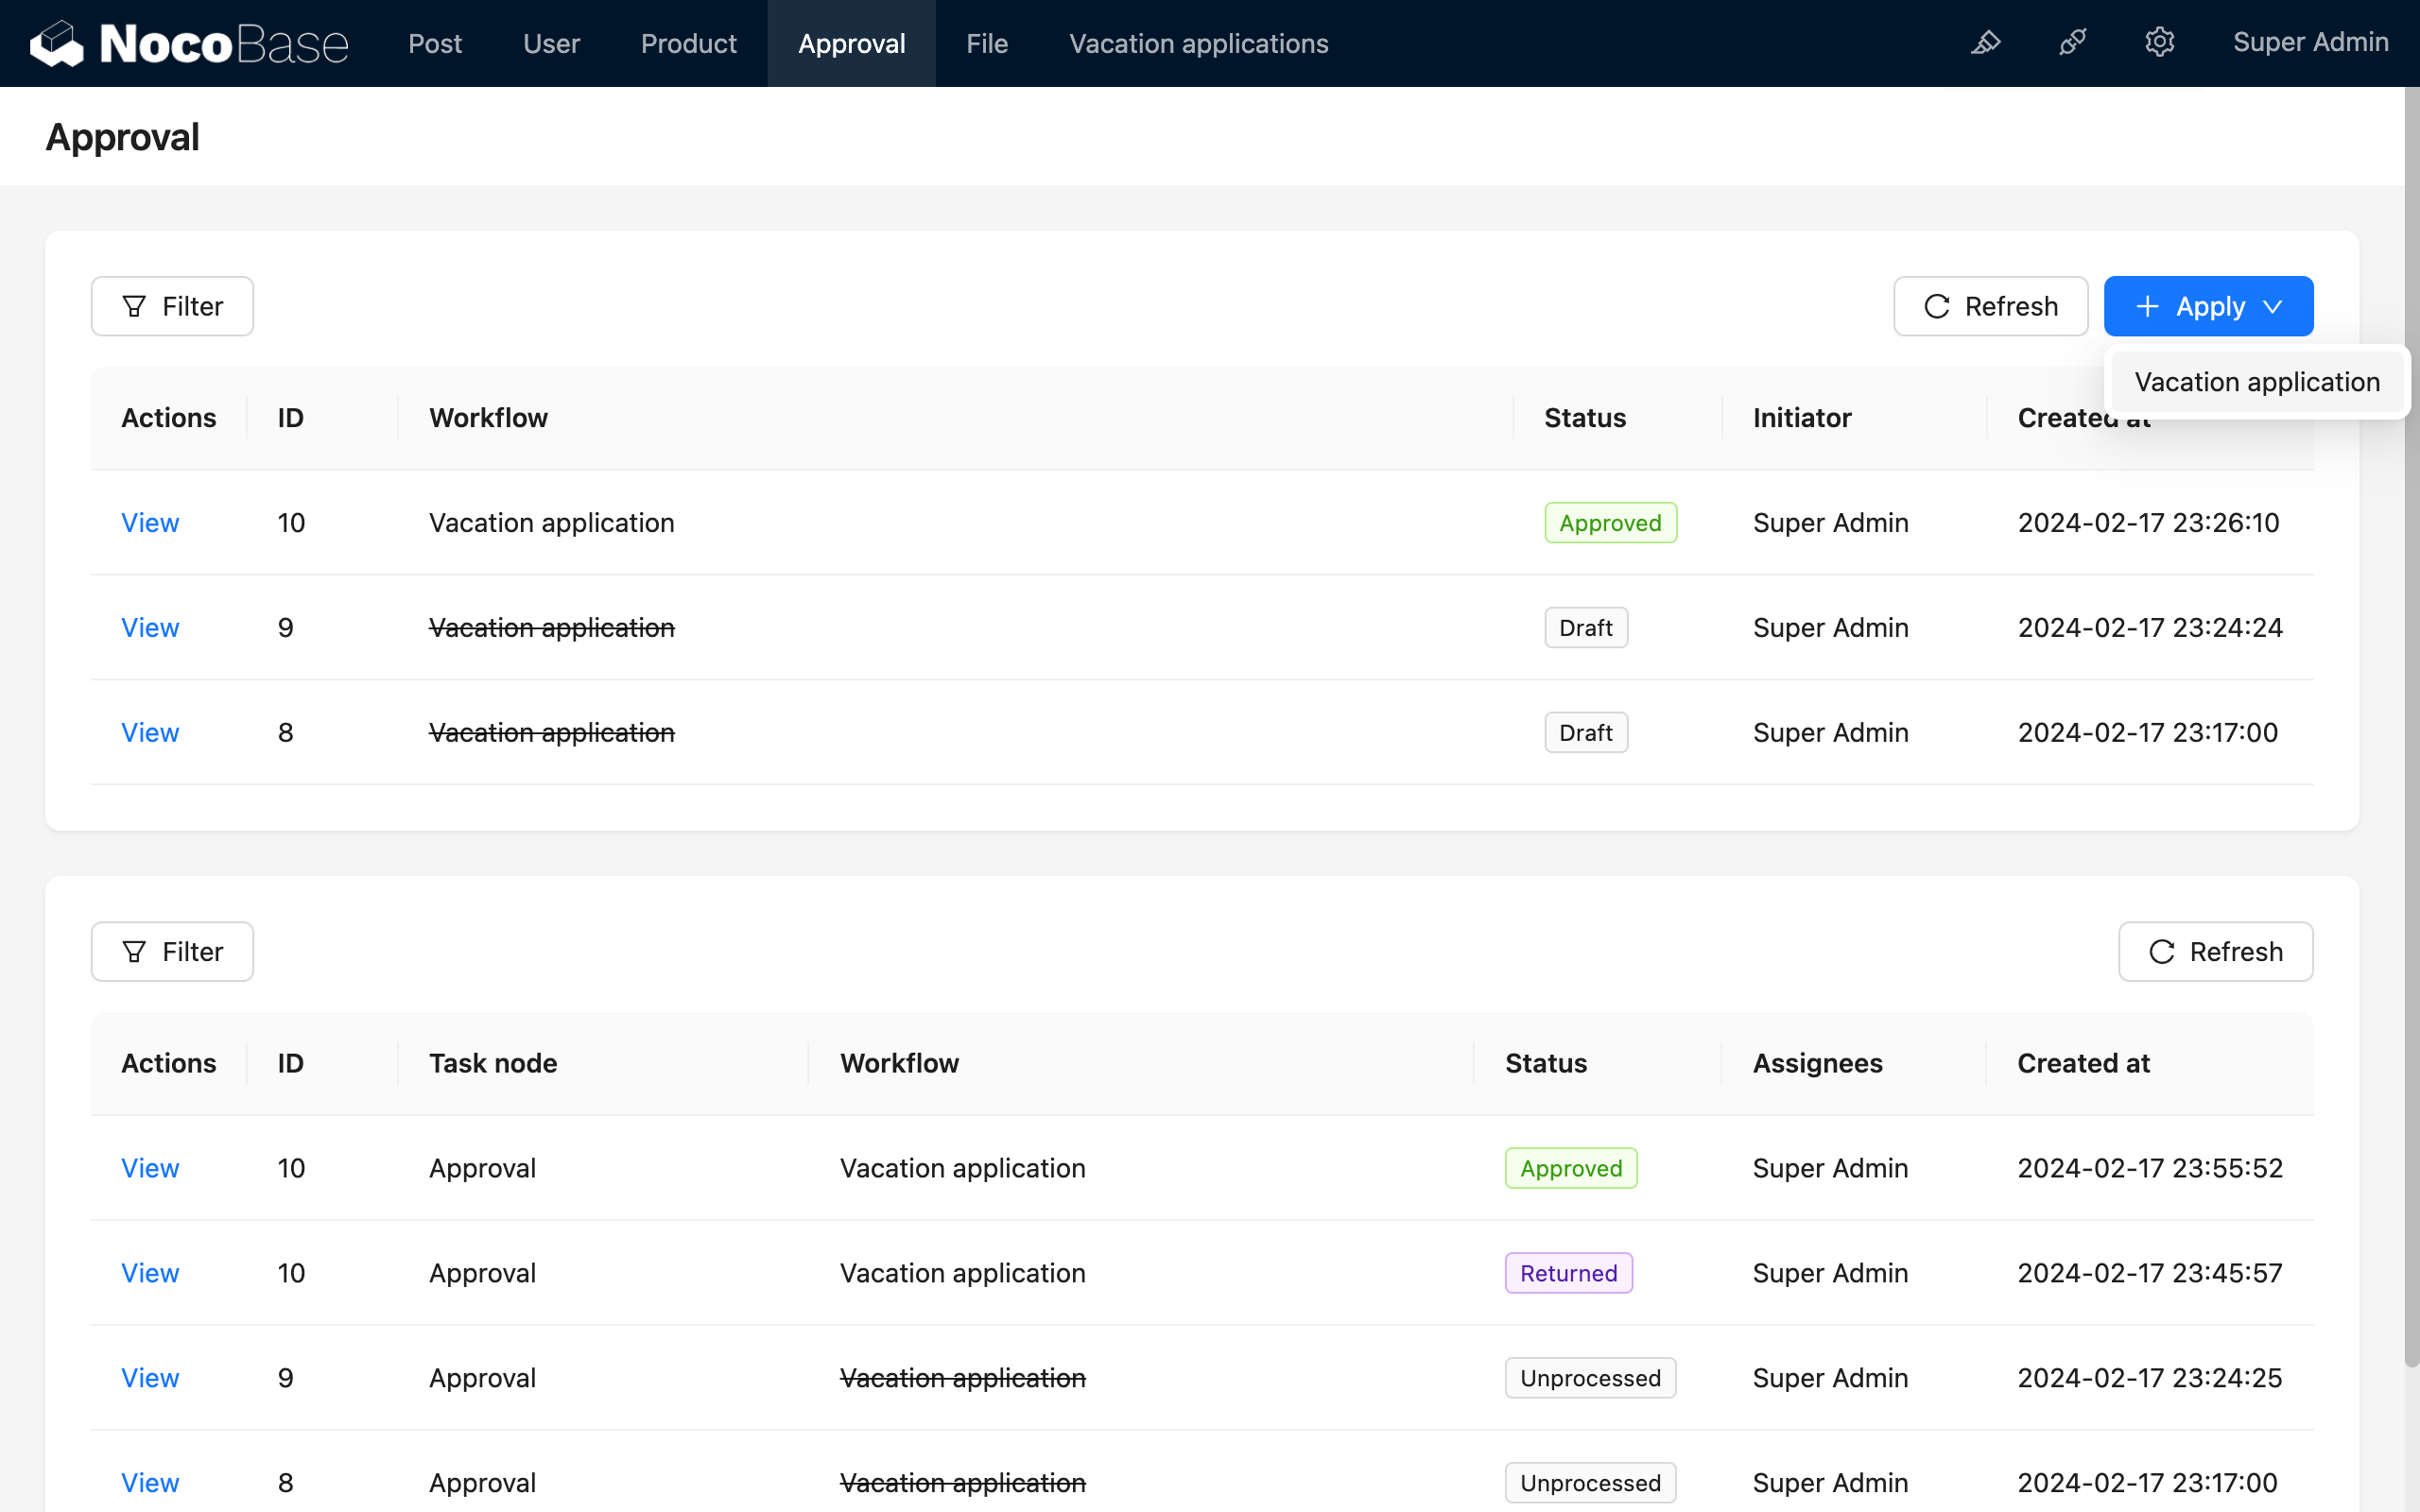 NocoBase Post User Product Approval File Vacation applications Super Admin
Approval
Filter Refresh Apply
Vacation application
Actions ID Workflow Status Initiator Created at
View 10 Vacation application Approved Super Admin 2024-02-17 23:26:10
View 9 Vacation application Draft Super Admin 2024-02-17 23:24:24
View 8 Vacation application Draft Super Admin 2024-02-17 23:17:00
Filter Refresh
Actions ID Task node Workflow Status Assignees Created at
View 10 Approval Vacation application Approved Super Admin 2024-02-17 23:55:52
View 10 Approval Vacation application Returned Super Admin 2024-02-17 23:45:57
View 9 Approval Vacation application Unprocessed Super Admin 2024-02-17 23:24:25
View 8 Approval Vacation application Unprocessed Super Admin 2024-02-17 23:17:00